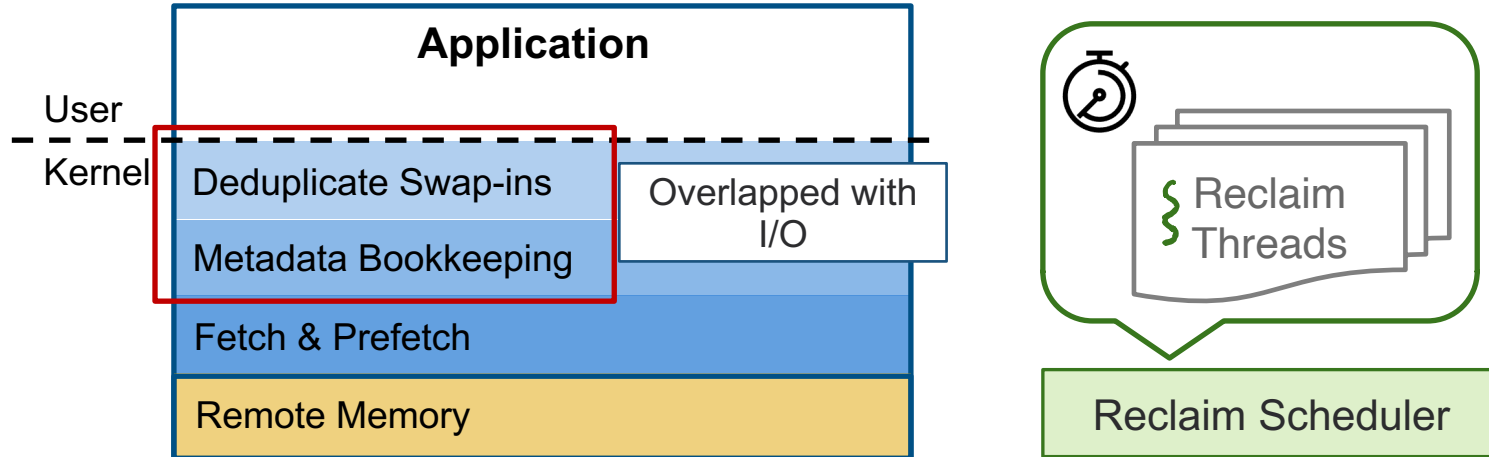 Application
User
Kernel
Deduplicate Swap-ins
Metadata Bookkeeping
Overlapped with
I/O
Fetch & Prefetch
Remote Memory
Reclaim
Threads
Reclaim Scheduler